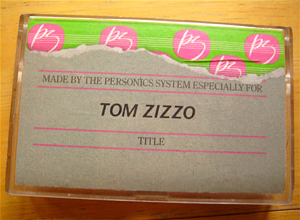 MADE BY THE PERSONICS SYSTEM ESPECIALLY FOR
TOM ZIZZO
TITLE